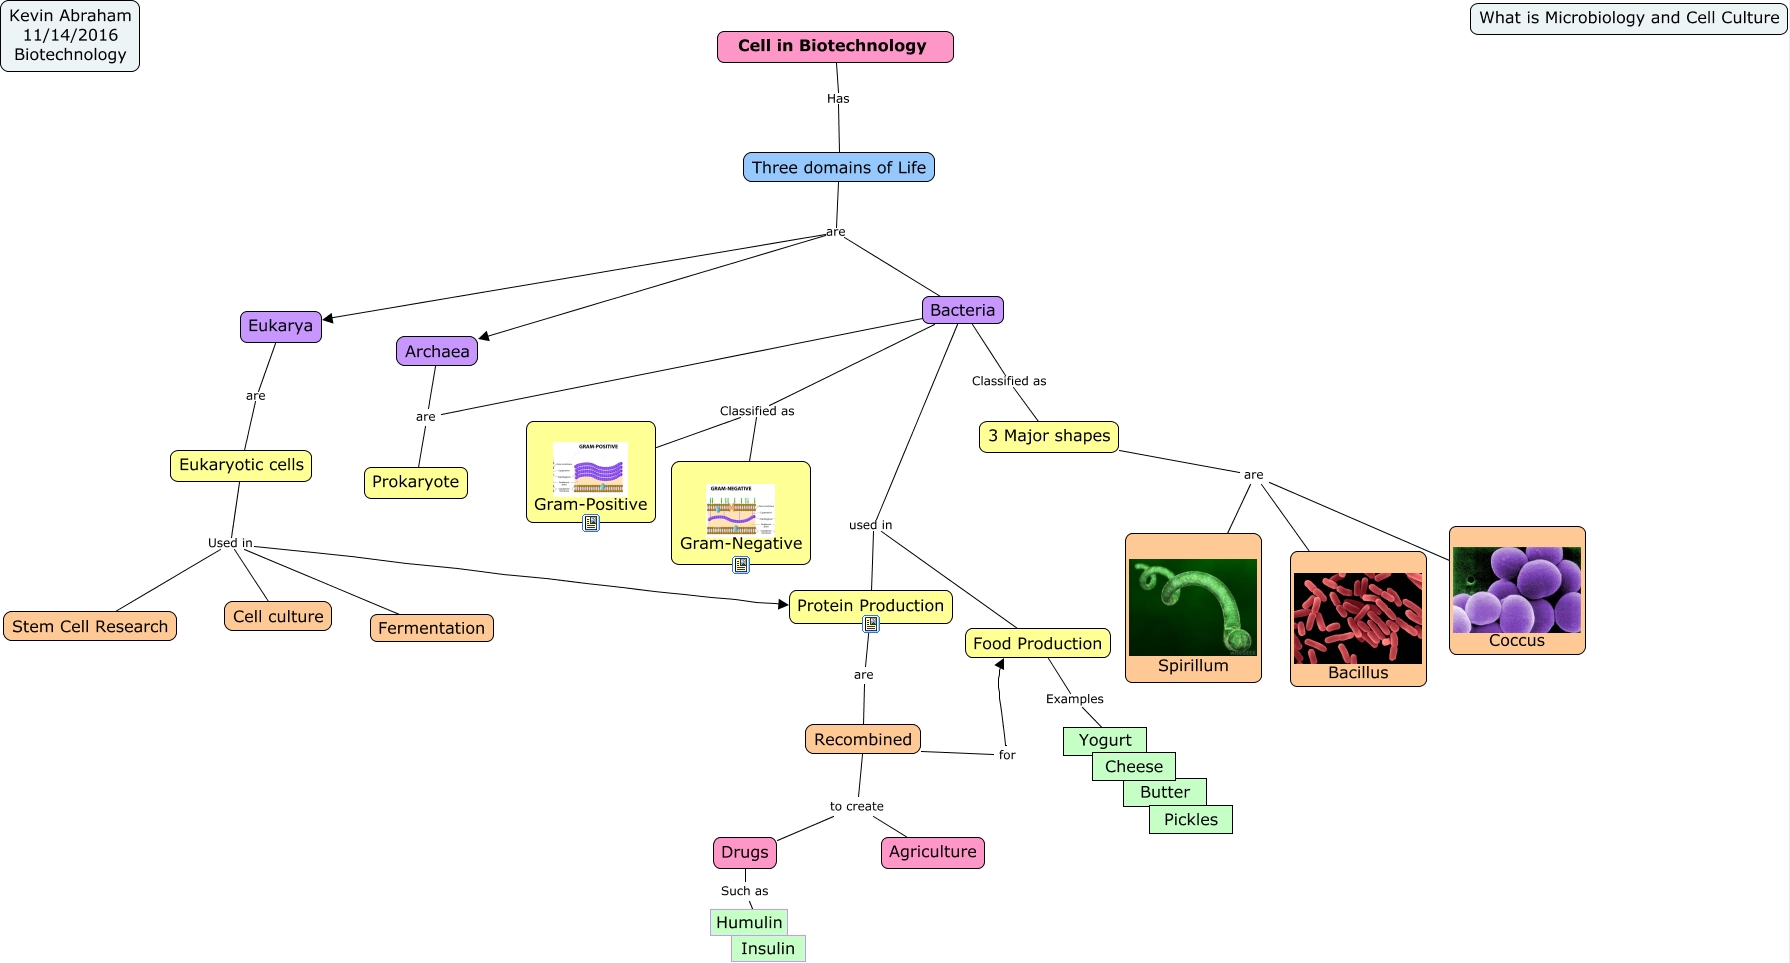 Kevin Abraham
11/14/2016
Biotechnology
What is Microbiology and Cell Culture
Cell in Biotechnology
Has
Three domains of Life
are
Eukarya
Archaea
Bacteria
are
are
Classified as
Classified as
Eukaryotic cells
Prokaryote
GRAM-POSITIVE
Gram-Positive
GRAM-NEGATIVE
Gram-Negative
3 Major shapes
are
Used in
used in
Stem Cell Research
Cell culture
Fermentation
Protein Production
Food Production
Spirillum
Bacillus
Coccus
are
Examples
Recombined
for
Yogurt
Cheese
Butter
Pickles
to create
Drugs
Agriculture
Such as
Humulin
Insulin